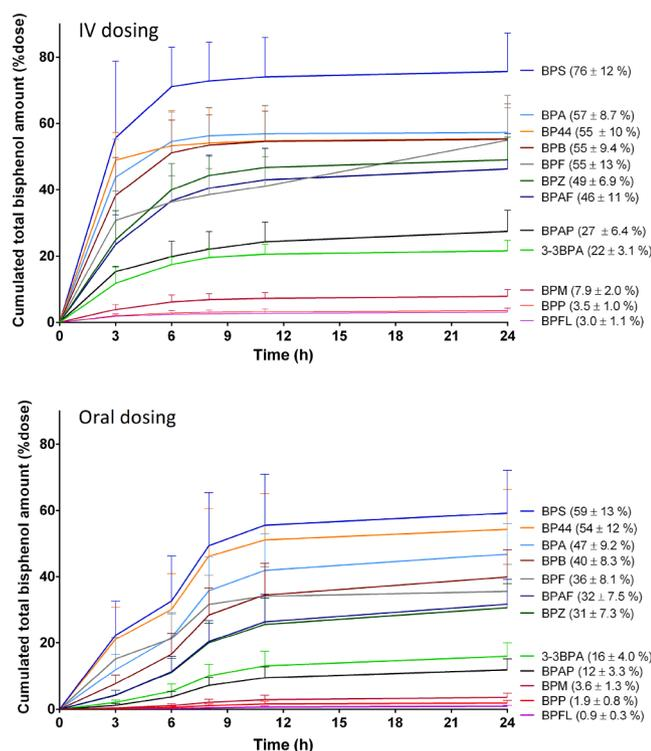 IV dosing
Cumulated total bisphenol amount (%dose)
80
60
40
20
0
0 3 6 9 12 15 18 21 24
Time (h)
BPS (76 ± 12 %)
BPA (57 ± 8.7 %)
BP44 (55 ± 10 %)
BPB (55 ± 9.4 %)
BPF (55 ± 13 %)
BPZ (49 ± 6.9 %)
BPAF (46 ± 11 %)
BPAP (27 ± 6.4 %)
3-3BPA (22 ± 3.1 %)
BPM (7.9 ± 2.0 %)
BPP (3.5 ± 1.0 %)
BPFL (3.0 ± 1.1 %)
Oral dosing
Cumulated total bisphenol amount (%dose)
80
60
40
20
0
0 3 6 9 12 15 18 21 24
Time (h)
BPS (59 ± 13 %)
BP44 (54 ± 12 %)
BPA (47 ± 9.2 %)
BPB (40 ± 8.3 %)
BPF (36 ± 8.1 %)
BPAF (32 ± 7.5 %)
BPZ (31 ± 7.3 %)
3-3BPA (16 ± 4.0 %)
BPAP (12 ± 3.3 %)
BPM (3.6 ± 1.3 %)
BPP (1.9 ± 0.8 %)
BPFL (0.9 ± 0.3 %)